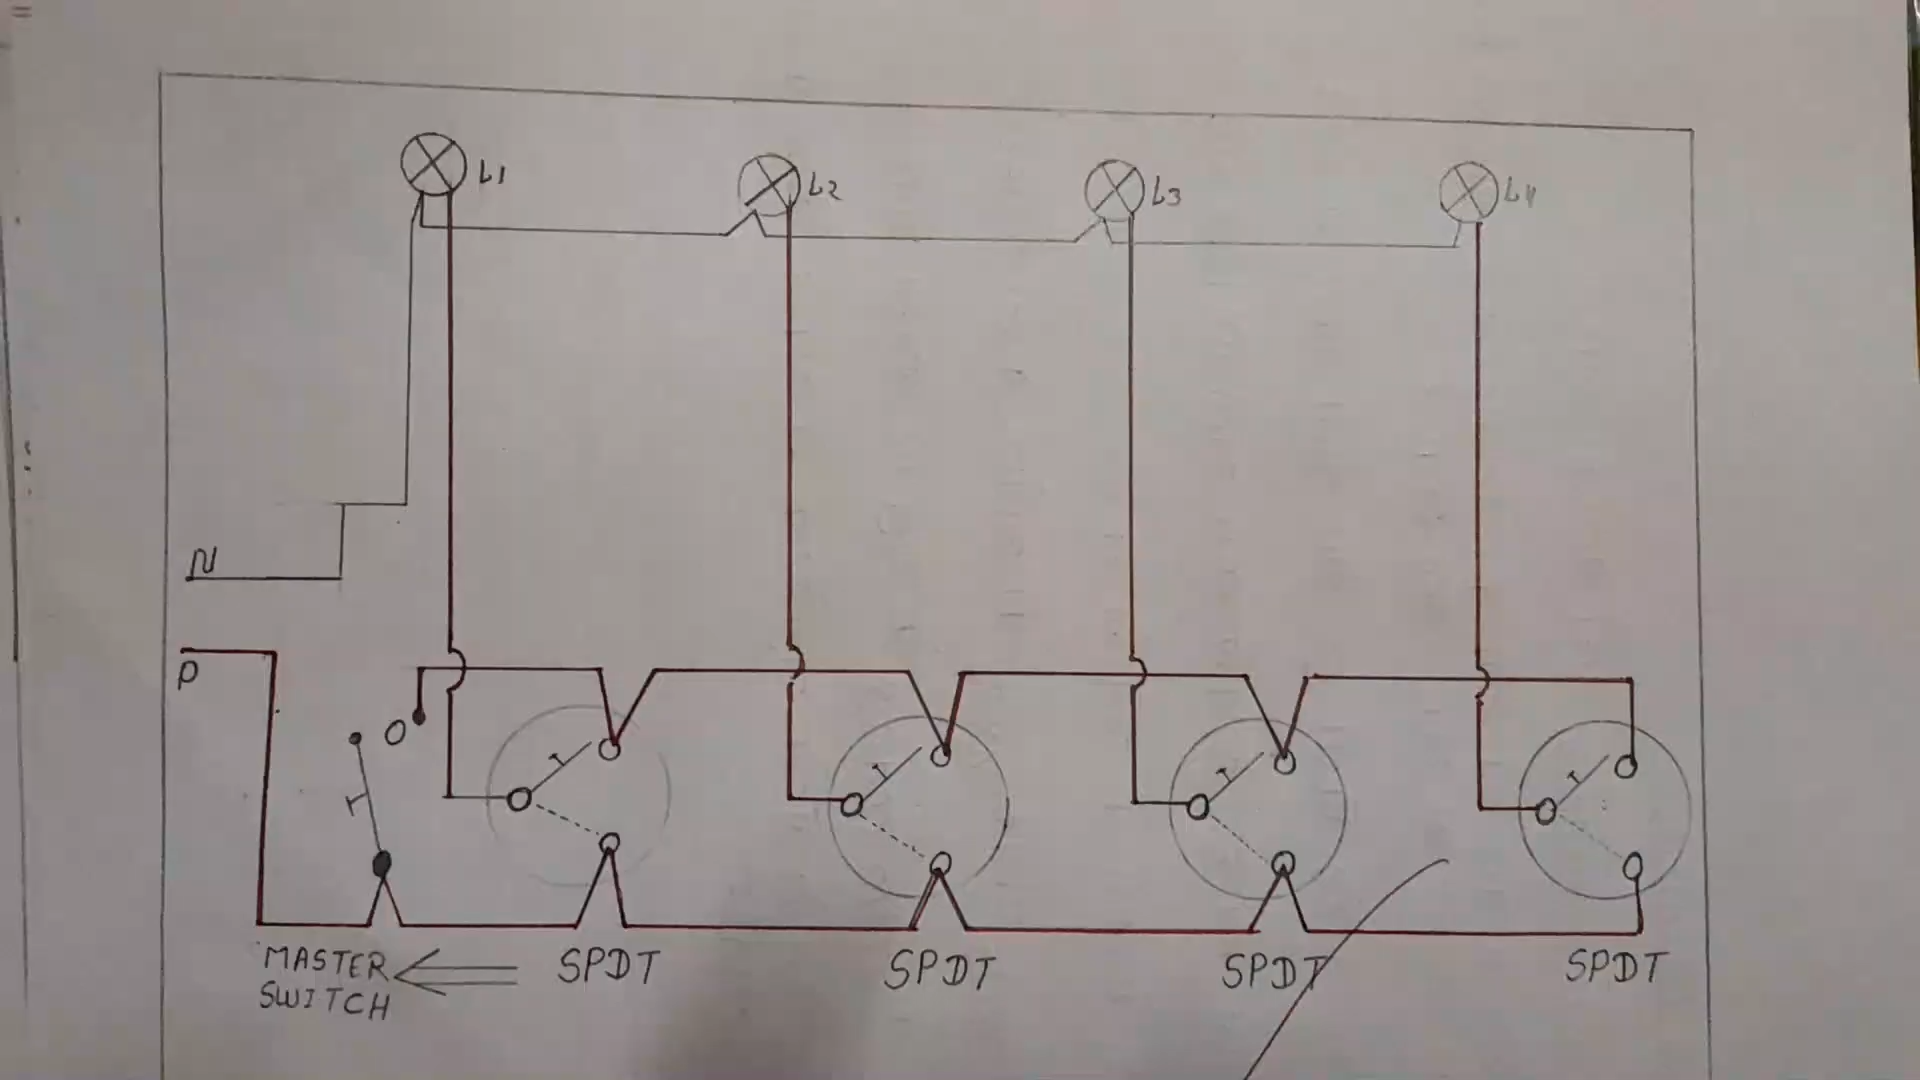 L1
L2
L3
L4
N
P
MASTER
SWITCH
SPDT
SPDT
SPDT
SPDT